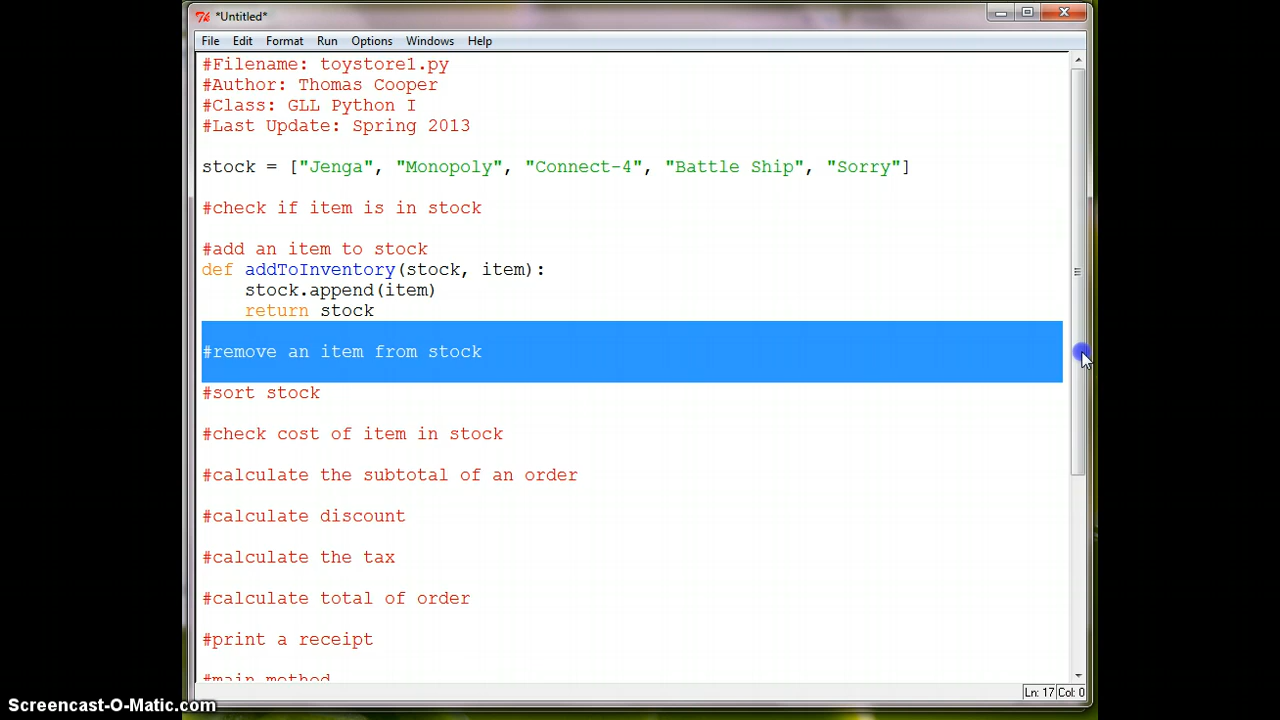 *Untitled*
File Edit Format Run Options Windows Help
#Filename: toystore1.py
#Author: Thomas Cooper
#Class: GLL Python I
#Last Update: Spring 2013
stock = ["Jenga", "Monopoly", "Connect-4", "Battle Ship", "Sorry"]
#check if item is in stock
#add an item to stock
def addToInventory(stock, item):
    stock.append(item)
    return stock
#remove an item from stock
#sort stock
#check cost of item in stock
#calculate the subtotal of an order
#calculate discount
#calculate the tax
#calculate total of order
#print a receipt
#main method
Ln: 17 Col: 0
Screencast-O-Matic.com